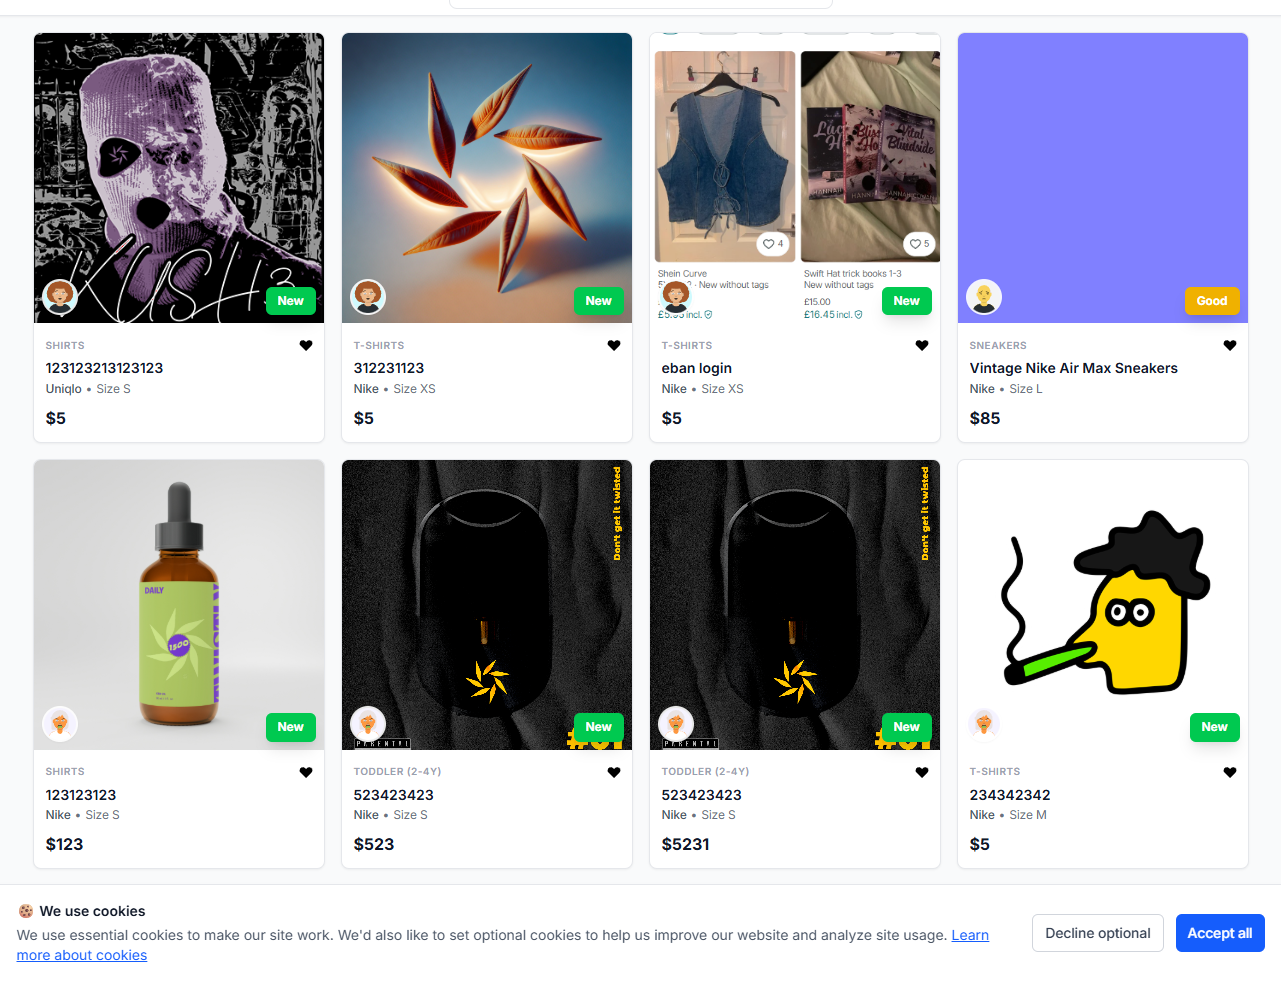 KUSH3
New
New
4
5
Shein Curve
· New without tags
incl.
Swift Hat trick books 1-3
New without tags
£15.00
£16.45 incl.
New
Good
SHIRTS
123123213123123
Uniqlo • Size S
$5
T-SHIRTS
312231123
Nike • Size XS
$5
T-SHIRTS
eban login
Nike • Size XS
$5
SNEAKERS
Vintage Nike Air Max Sneakers
Nike • Size L
$85
DAILY
1800
New
Don't get it twisted
New
Don't get it twisted
New
New
SHIRTS
123123123
Nike • Size S
$123
TODDLER (2-4Y)
523423423
Nike • Size S
$523
TODDLER (2-4Y)
523423423
Nike • Size S
$5231
T-SHIRTS
234342342
Nike • Size M
$5
We use cookies
We use essential cookies to make our site work. We'd also like to set optional cookies to help us improve our website and analyze site usage. Learn
more about cookies
Decline optional
Accept all